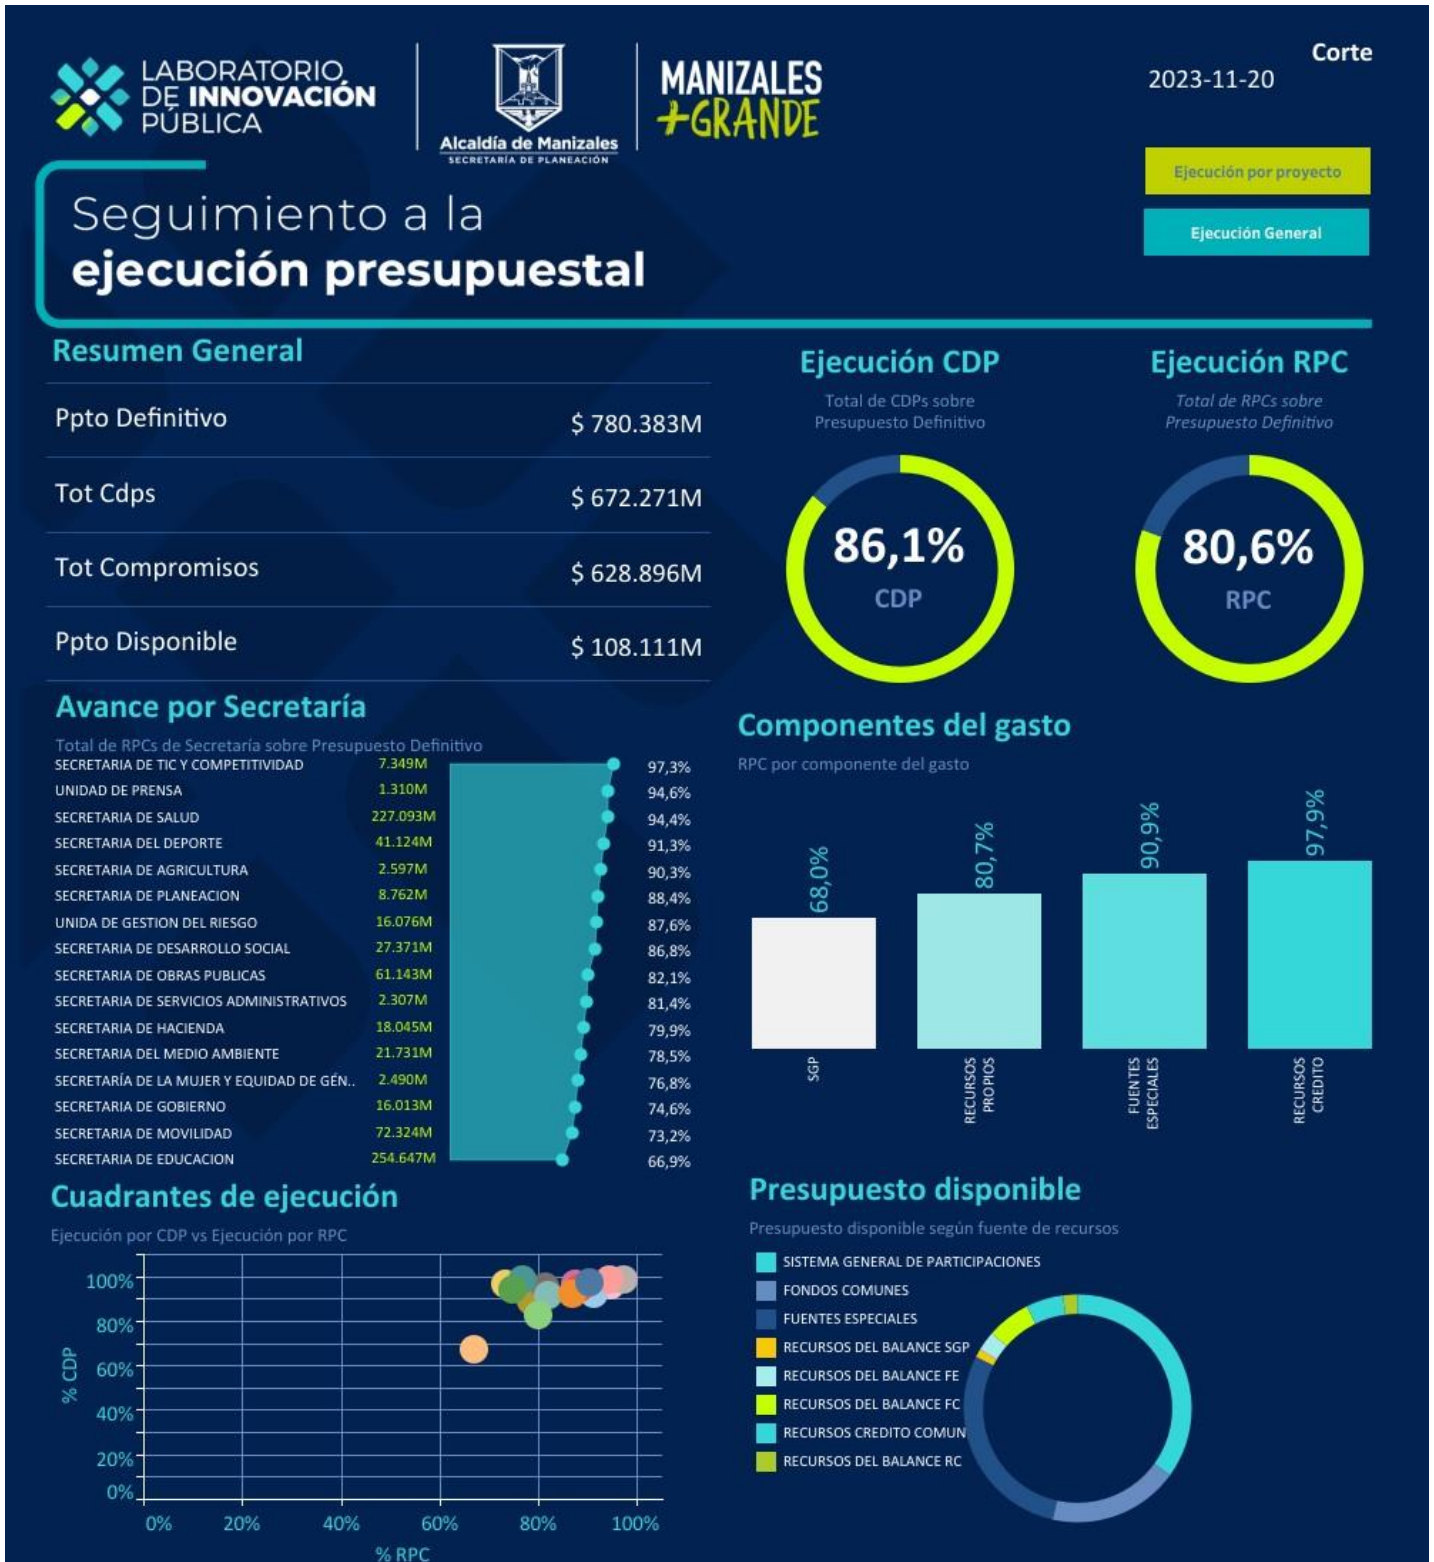 LABORATORIO
DE INNOVACIÓN
PÚBLICA
Alcaldía de Manizales
SECRETARÍA DE PLANEACIÓN
MANIZALES
+GRANDE
Corte
2023-11-20
Ejecución por proyecto
Ejecución General
Seguimiento a la
ejecución presupuestal
Resumen General
Ppto Definitivo $ 780.383M
Tot Cdps $ 672.271M
Tot Compromisos $ 628.896M
Ppto Disponible $ 108.111M
Ejecución CDP
Total de CDPs sobre
Presupuesto Definitivo
86,1%
CDP
Ejecución RPC
Total de RPCs sobre
Presupuesto Definitivo
80,6%
RPC
Avance por Secretaría
Total de RPCs de Secretaría sobre Presupuesto Definitivo
SECRETARIA DE TIC Y COMPETITIVIDAD 7.349M 97,3%
UNIDAD DE PRENSA 1.310M 94,6%
SECRETARIA DE SALUD 227.093M 94,4%
SECRETARIA DEL DEPORTE 41.124M 91,3%
SECRETARIA DE AGRICULTURA 2.597M 90,3%
SECRETARIA DE PLANEACION 8.762M 88,4%
UNIDA DE GESTION DEL RIESGO 16.076M 87,6%
SECRETARIA DE DESARROLLO SOCIAL 27.371M 86,8%
SECRETARIA DE OBRAS PUBLICAS 61.143M 82,1%
SECRETARIA DE SERVICIOS ADMINISTRATIVOS 2.307M 81,4%
SECRETARIA DE HACIENDA 18.045M 79,9%
SECRETARIA DEL MEDIO AMBIENTE 21.731M 78,5%
SECRETARÍA DE LA MUJER Y EQUIDAD DE GÉN.. 2.490M 76,8%
SECRETARIA DE GOBIERNO 16.013M 74,6%
SECRETARIA DE MOVILIDAD 72.324M 73,2%
SECRETARIA DE EDUCACION 254.647M 66,9%
Componentes del gasto
RPC por componente del gasto
68,0%
80,7%
90,9%
97,9%
SGP
RECURSOS
PROPIOS
FUENTES
ESPECIALES
RECURSOS
CREDITO
Cuadrantes de ejecución
Ejecución por CDP vs Ejecución por RPC
% CDP
100%
80%
60%
40%
20%
0%
0% 20% 40% 60% 80% 100%
% RPC
Presupuesto disponible
Presupuesto disponible según fuente de recursos
SISTEMA GENERAL DE PARTICIPACIONES
FONDOS COMUNES
FUENTES ESPECIALES
RECURSOS DEL BALANCE SGP
RECURSOS DEL BALANCE FE
RECURSOS DEL BALANCE FC
RECURSOS CREDITO COMUN
RECURSOS DEL BALANCE RC